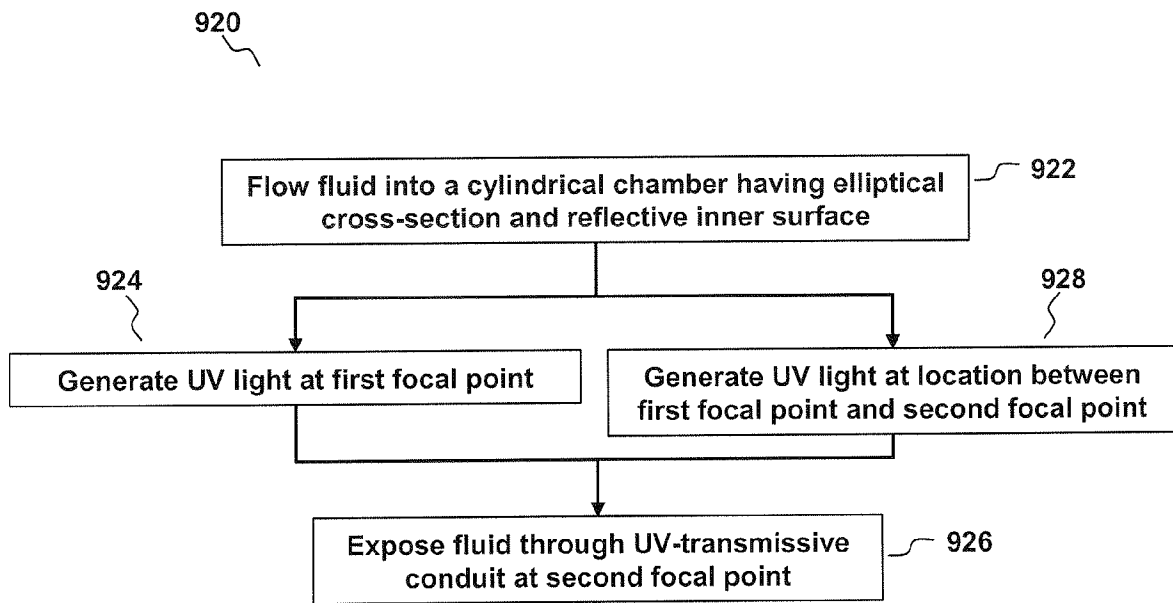 920
Flow fluid into a cylindrical chamber having elliptical
cross-section and reflective inner surface
922
924
928
Generate UV light at first focal point
Generate UV light at location between
first focal point and second focal point
Expose fluid through UV-transmissive
conduit at second focal point
926